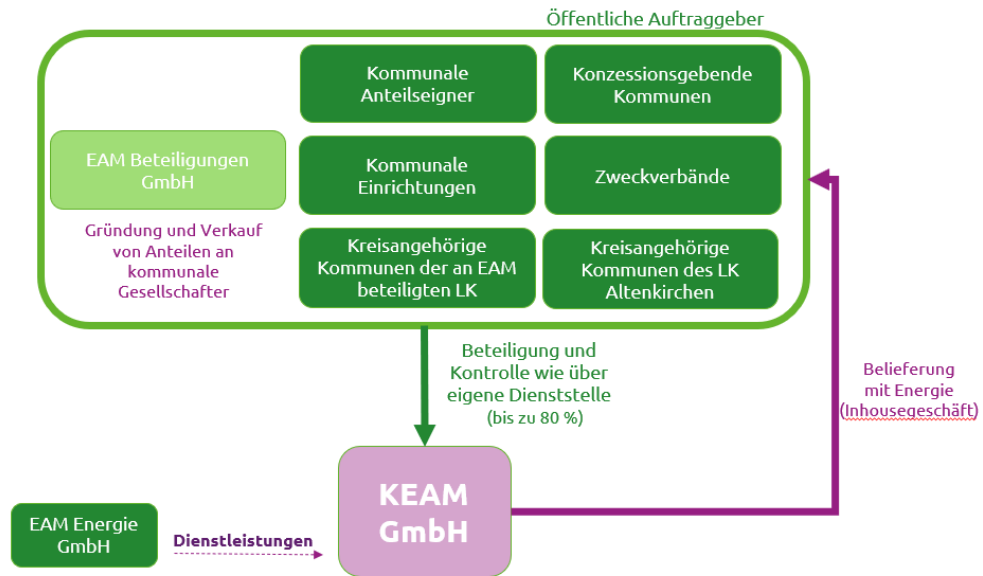 Öffentliche Auftraggeber
Kommunale
Anteilseigner
Konzessionsgebende
Kommunen
EAM Beteiligungen
GmbH
Kommunale
Einrichtungen
Zweckverbände
Gründung und Verkauf
von Anteilen an
kommunale
Gesellschafter
Kreisangehörige
Kommunen der an EAM
beteiligten LK
Kreisangehörige
Kommunen des LK
Altenkirchen
Beteiligung und
Kontrolle wie über
eigene Dienststelle
(bis zu 80 %)
Belieferung
mit Energie
(Inhousegeschäft)
KEAM
GmbH
EAM Energie
GmbH
Dienstleistungen